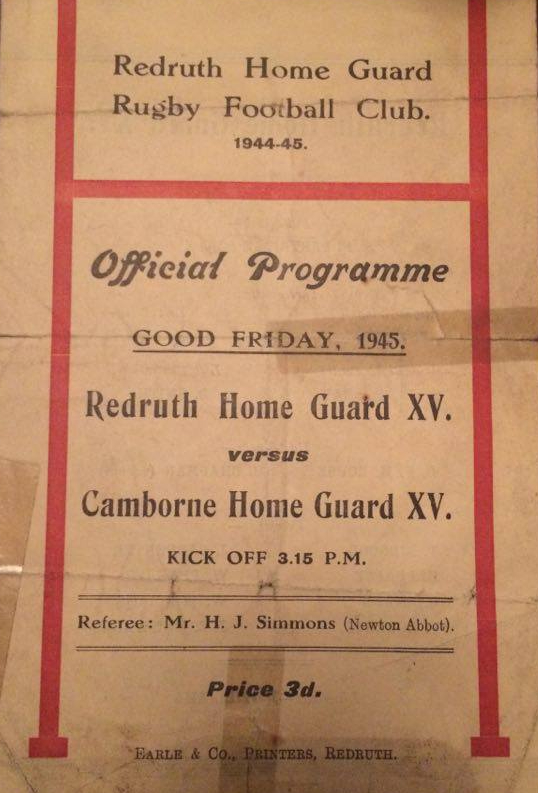 Redruth Home Guard
Rugby Football Club.
1944-45.
Official Programme
GOOD FRIDAY, 1945.
Redruth Home Guard XV.
versus
Camborne Home Guard XV.
KICK OFF 3.15 P.M.
Referee: Mr. H. J. Simmons (Newton Abbot).
Price 3d.
EARLE & CO., PRINTERS, REDRUTH.